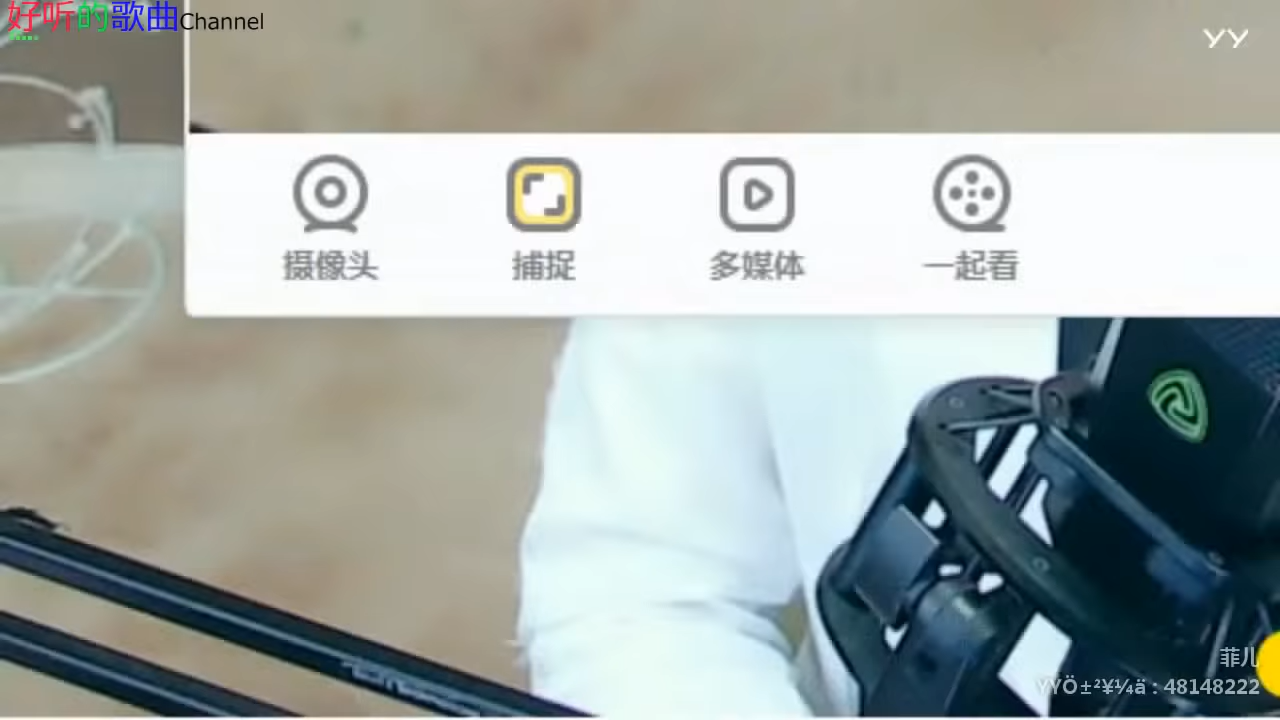 好听的歌曲Channel
YY
摄像头
捕捉
多媒体
一起看
菲儿
YYÖ±²¥¼ä : 48148222